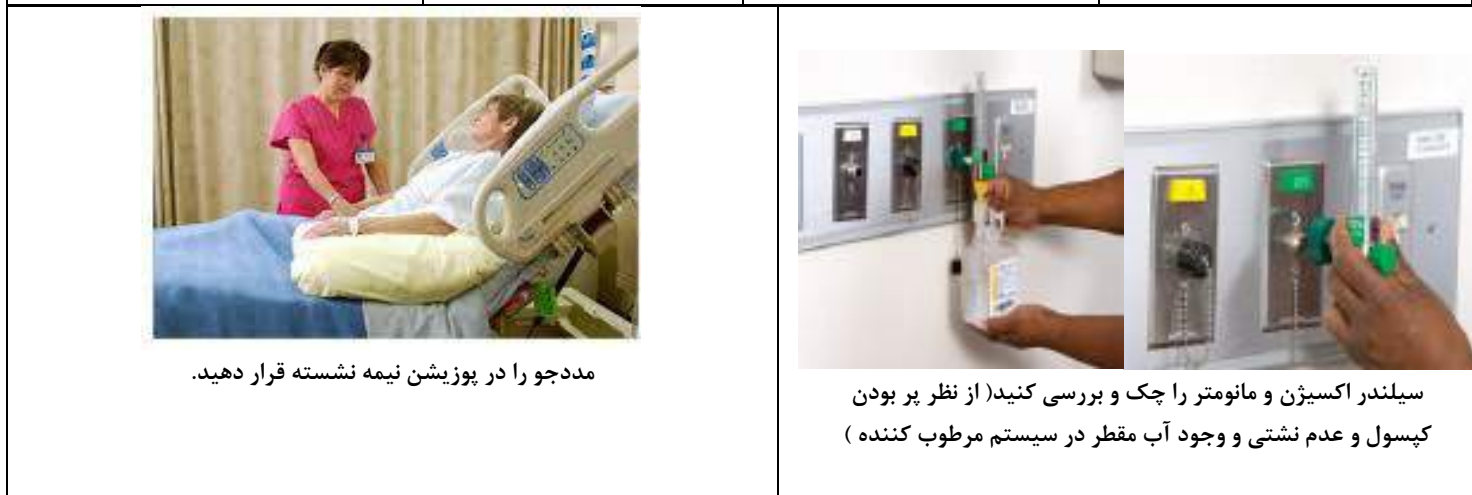 سیلندر اکسیژن و مانومتر را چک و بررسی کنید( از نظر پر بودن
کپسول و عدم نشتی و وجود آب مقطر در سیستم مرطوب کننده )
مددجو را در پوزیشن نیمه نشسته قرار دهید.